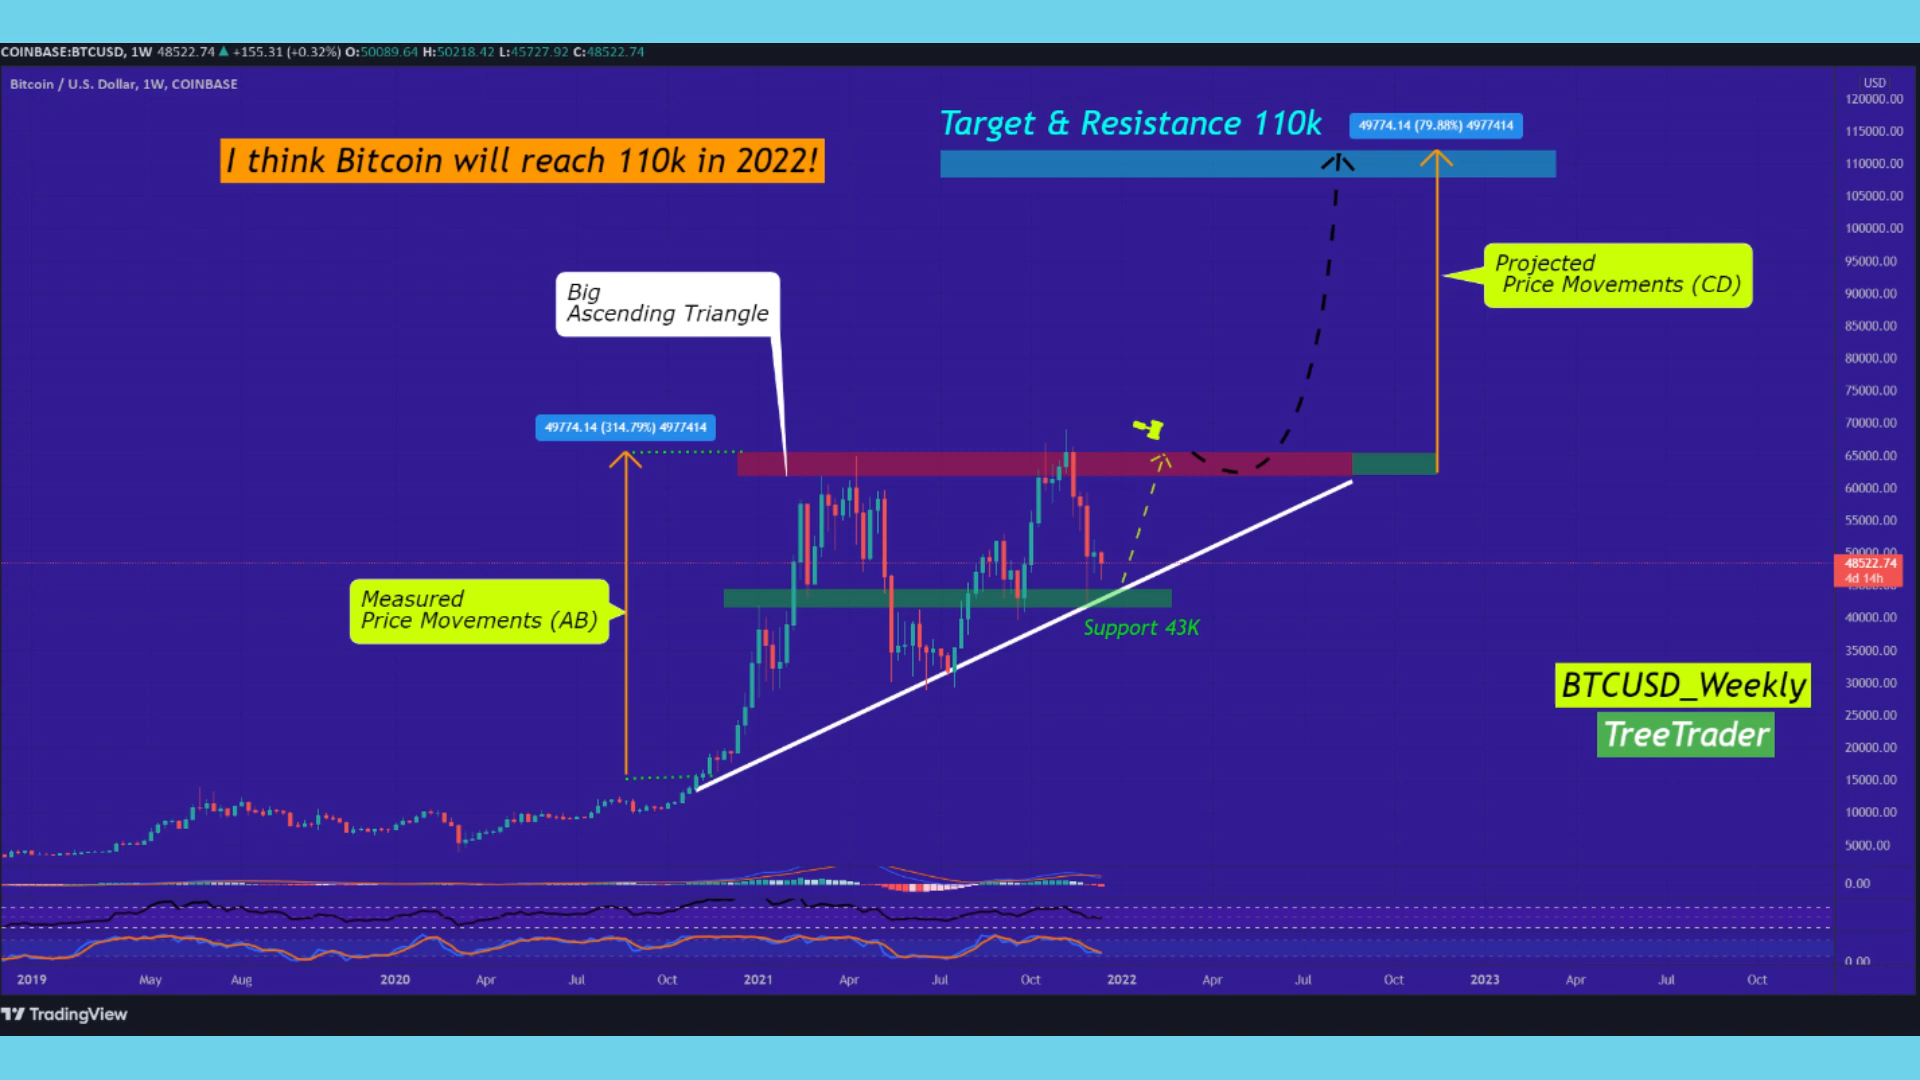 COINBASE:BTCUSD, 1W 48522.74 ▲ +155.31 (+0.32%) O:50089.64 H:50218.42 L:45727.92 C:48522.74
Bitcoin / U.S. Dollar, 1W, COINBASE
USD
120000.00
Target & Resistance 110k
49774.14 (79.88%) 4977414
115000.00
I think Bitcoin will reach 110k in 2022!
110000.00
105000.00
100000.00
Projected
Price Movements (CD)
95000.00
90000.00
Big
Ascending Triangle
85000.00
80000.00
75000.00
49774.14 (314.79%) 4977414
70000.00
65000.00
60000.00
55000.00
50000.00
48522.74
4d 14h
Measured
Price Movements (AB)
40000.00
Support 43K
35000.00
30000.00
BTCUSD_Weekly
25000.00
TreeTrader
20000.00
15000.00
10000.00
5000.00
0.00
0.00
2019 May Aug 2020 Apr Jul Oct 2021 Apr Jul Oct 2022 Apr Jul Oct 2023 Apr Jul Oct
TradingView